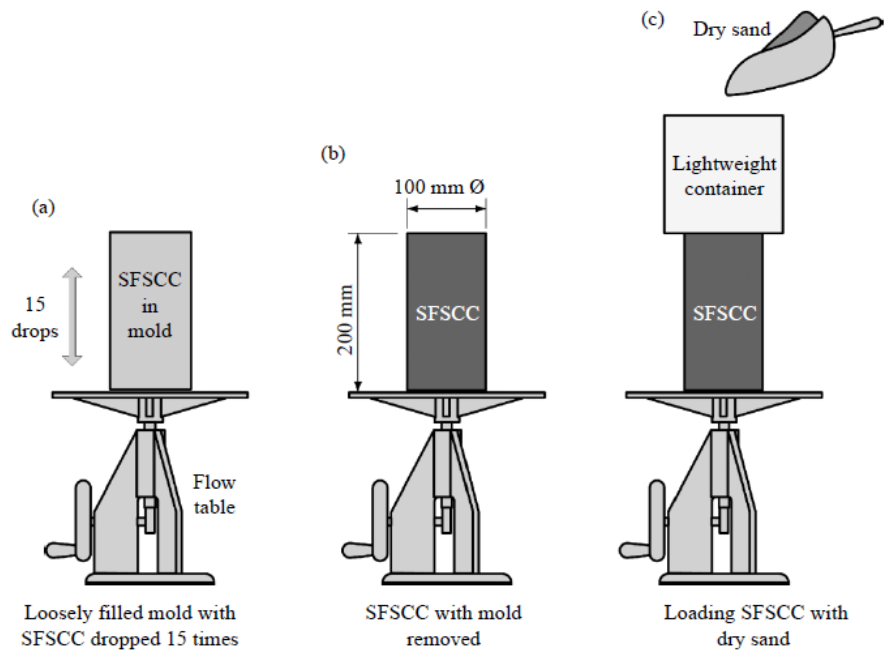 (a)
15
drops
SFSCC
in
mold
Flow
table
Loosely filled mold with
SFSCC dropped 15 times
(b)
100 mm Ø
200 mm
SFSCC
SFSCC with mold
removed
(c)
Dry sand
Lightweight
container
SFSCC
Loading SFSCC with
dry sand